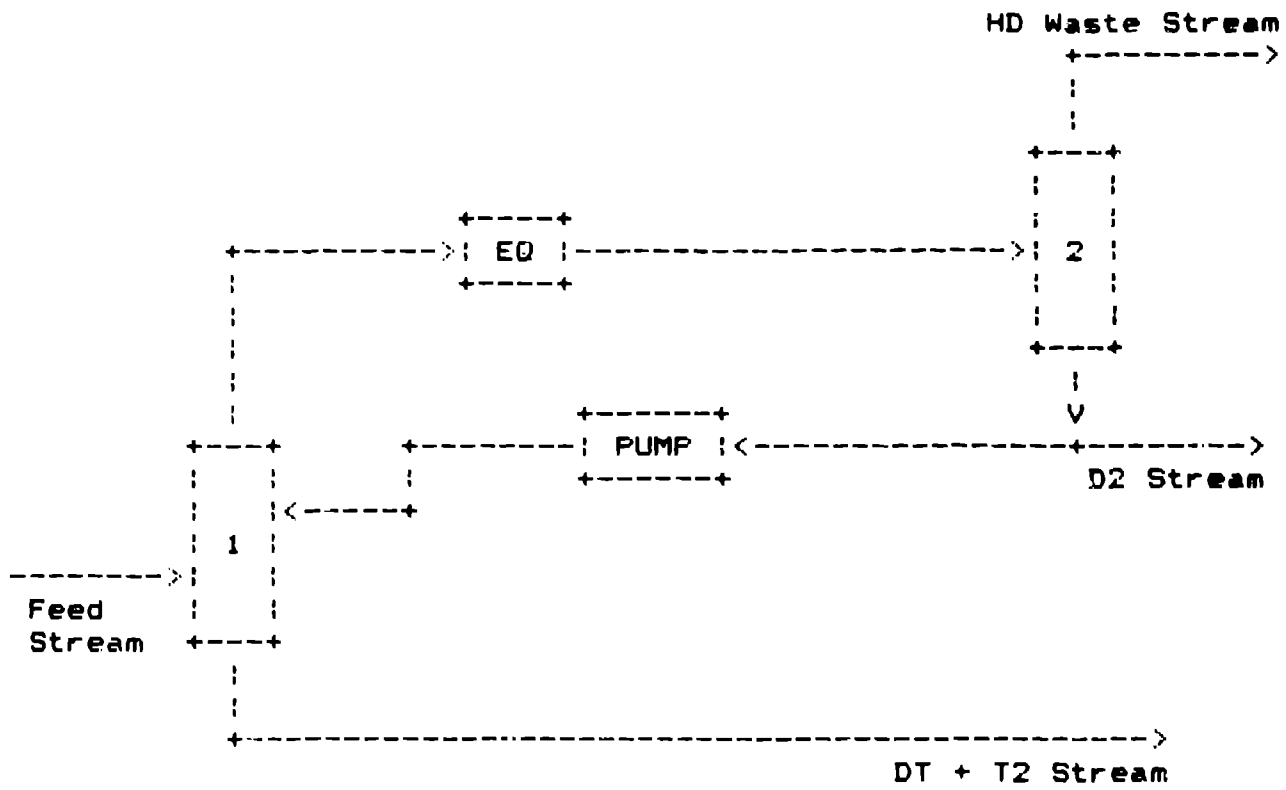 HD Waste Stream
EQ
2
PUMP
D2 Stream
1
Feed
Stream
DT + T2 Stream